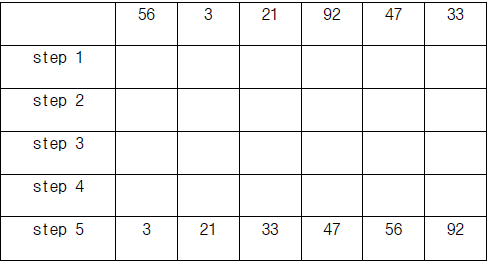 56 3 21 92 47 33
step 1
step 2
step 3
step 4
step 5 3 21 33 47 56 92